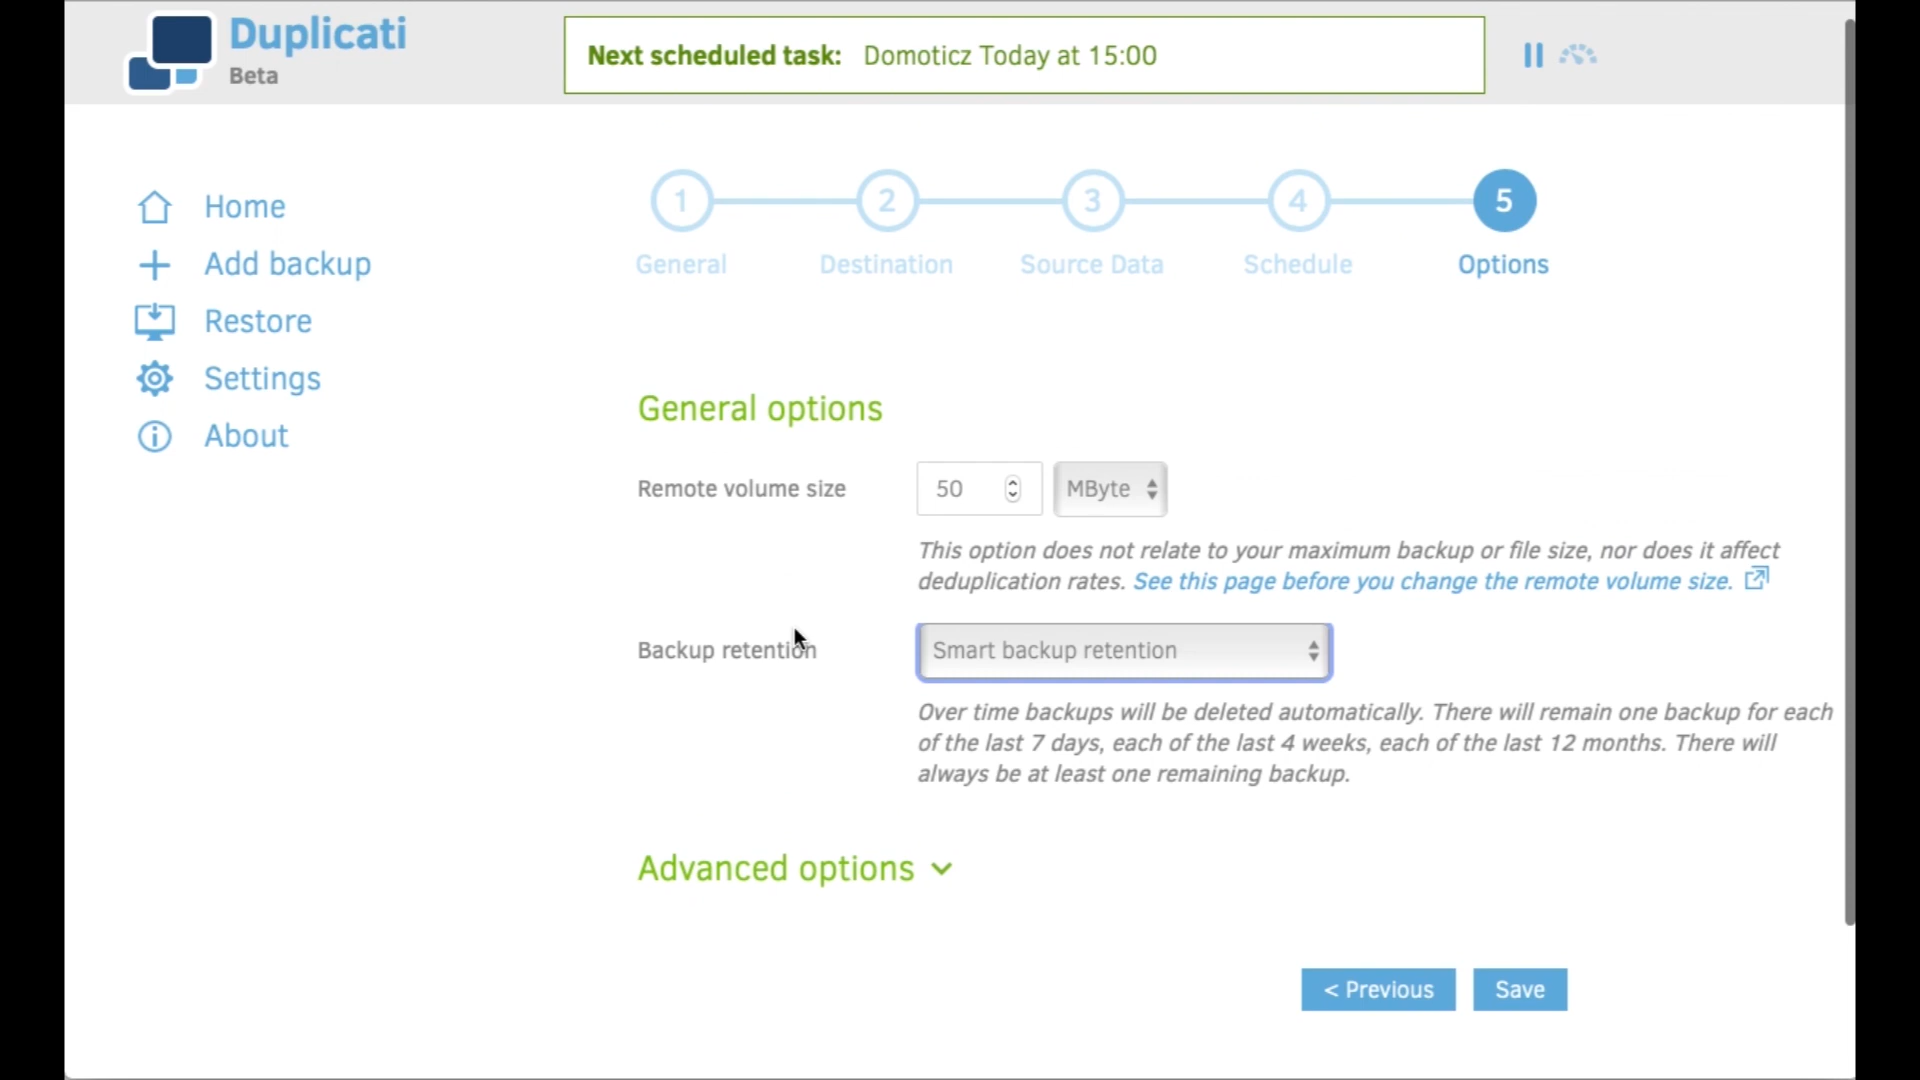 Duplicati
Beta
Next scheduled task: Domoticz Today at 15:00
Home
Add backup
Restore
Settings
About
1 2 3 4 5
General Destination Source Data Schedule Options
General options
Remote volume size 50 MByte
This option does not relate to your maximum backup or file size, nor does it affect
deduplication rates. See this page before you change the remote volume size.
Backup retention Smart backup retention
Over time backups will be deleted automatically. There will remain one backup for each
of the last 7 days, each of the last 4 weeks, each of the last 12 months. There will
always be at least one remaining backup.
Advanced options
< Previous Save